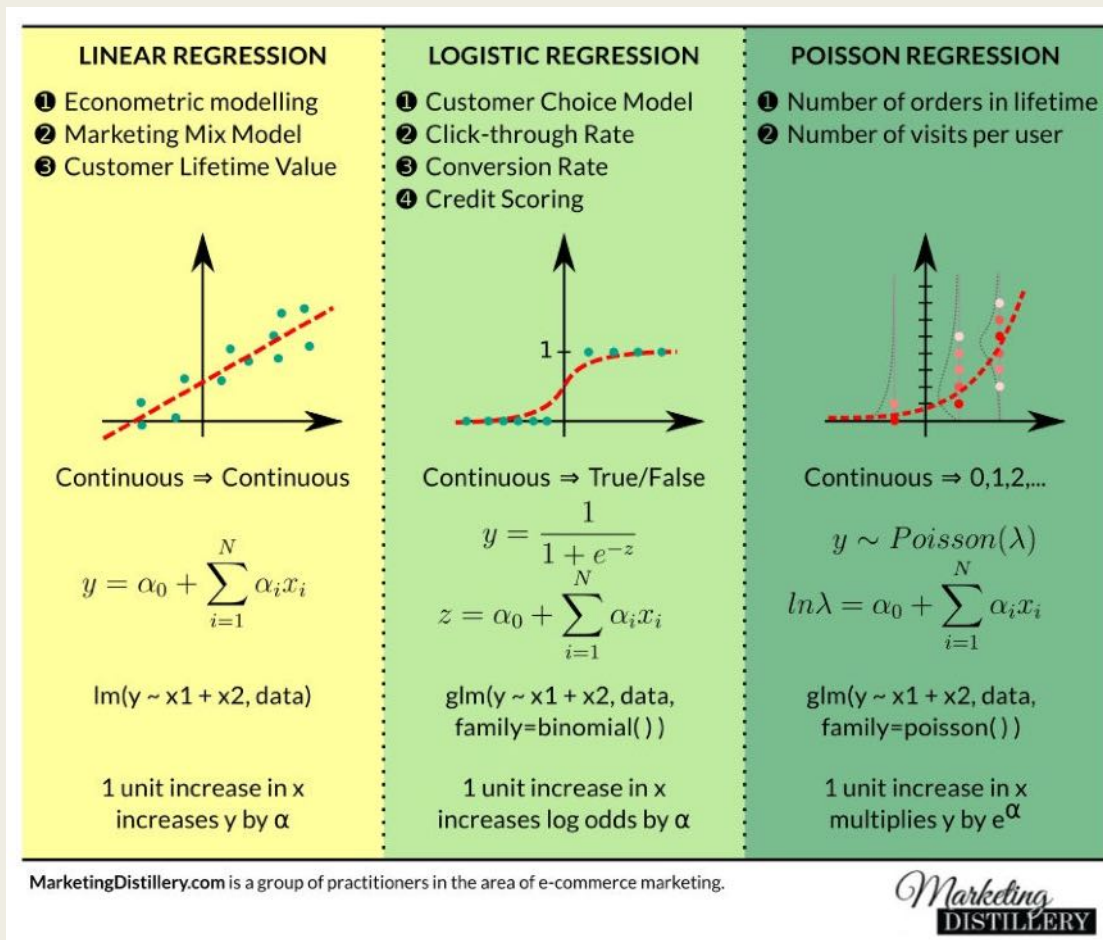 LINEAR REGRESSION
❶ Econometric modelling
❷ Marketing Mix Model
❸ Customer Lifetime Value
Continuous ⇒ Continuous
y = α₀ + ∑ᵢ₌₁ᴺ αᵢxᵢ
lm(y ~ x1 + x2, data)
1 unit increase in x
increases y by α
LOGISTIC REGRESSION
❶ Customer Choice Model
❷ Click-through Rate
❸ Conversion Rate
❹ Credit Scoring
1
Continuous ⇒ True/False
y = 1 / (1 + e⁻ᶻ)
z = α₀ + ∑ᵢ₌₁ᴺ αᵢxᵢ
glm(y ~ x1 + x2, data,
family=binomial( ) )
1 unit increase in x
increases log odds by α
POISSON REGRESSION
❶ Number of orders in lifetime
❷ Number of visits per user
Continuous ⇒ 0,1,2,...
y ∼ Poisson(λ)
lnλ = α₀ + ∑ᵢ₌₁ᴺ αᵢxᵢ
glm(y ~ x1 + x2, data,
family=poisson( ) )
1 unit increase in x
multiplies y by e^α
MarketingDistillery.com is a group of practitioners in the area of e-commerce marketing.
Marketing
DISTILLERY